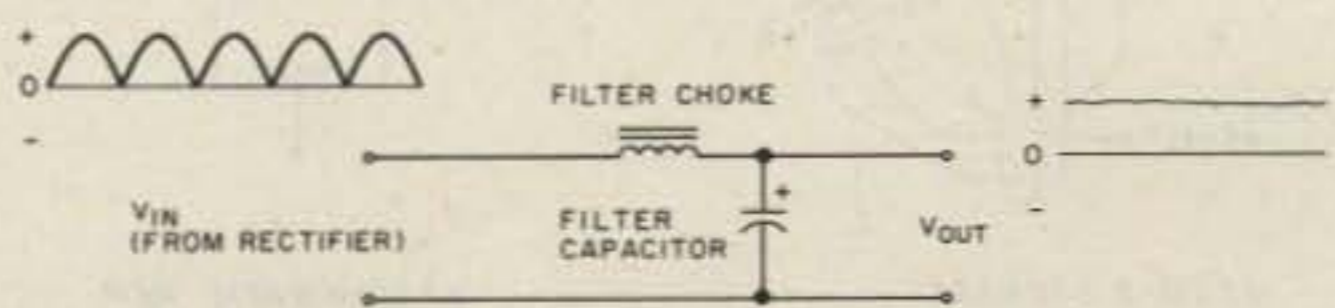 +
0
-
FILTER CHOKE
+
0
-
VIN
(FROM RECTIFIER)
FILTER
CAPACITOR
+
VOUT